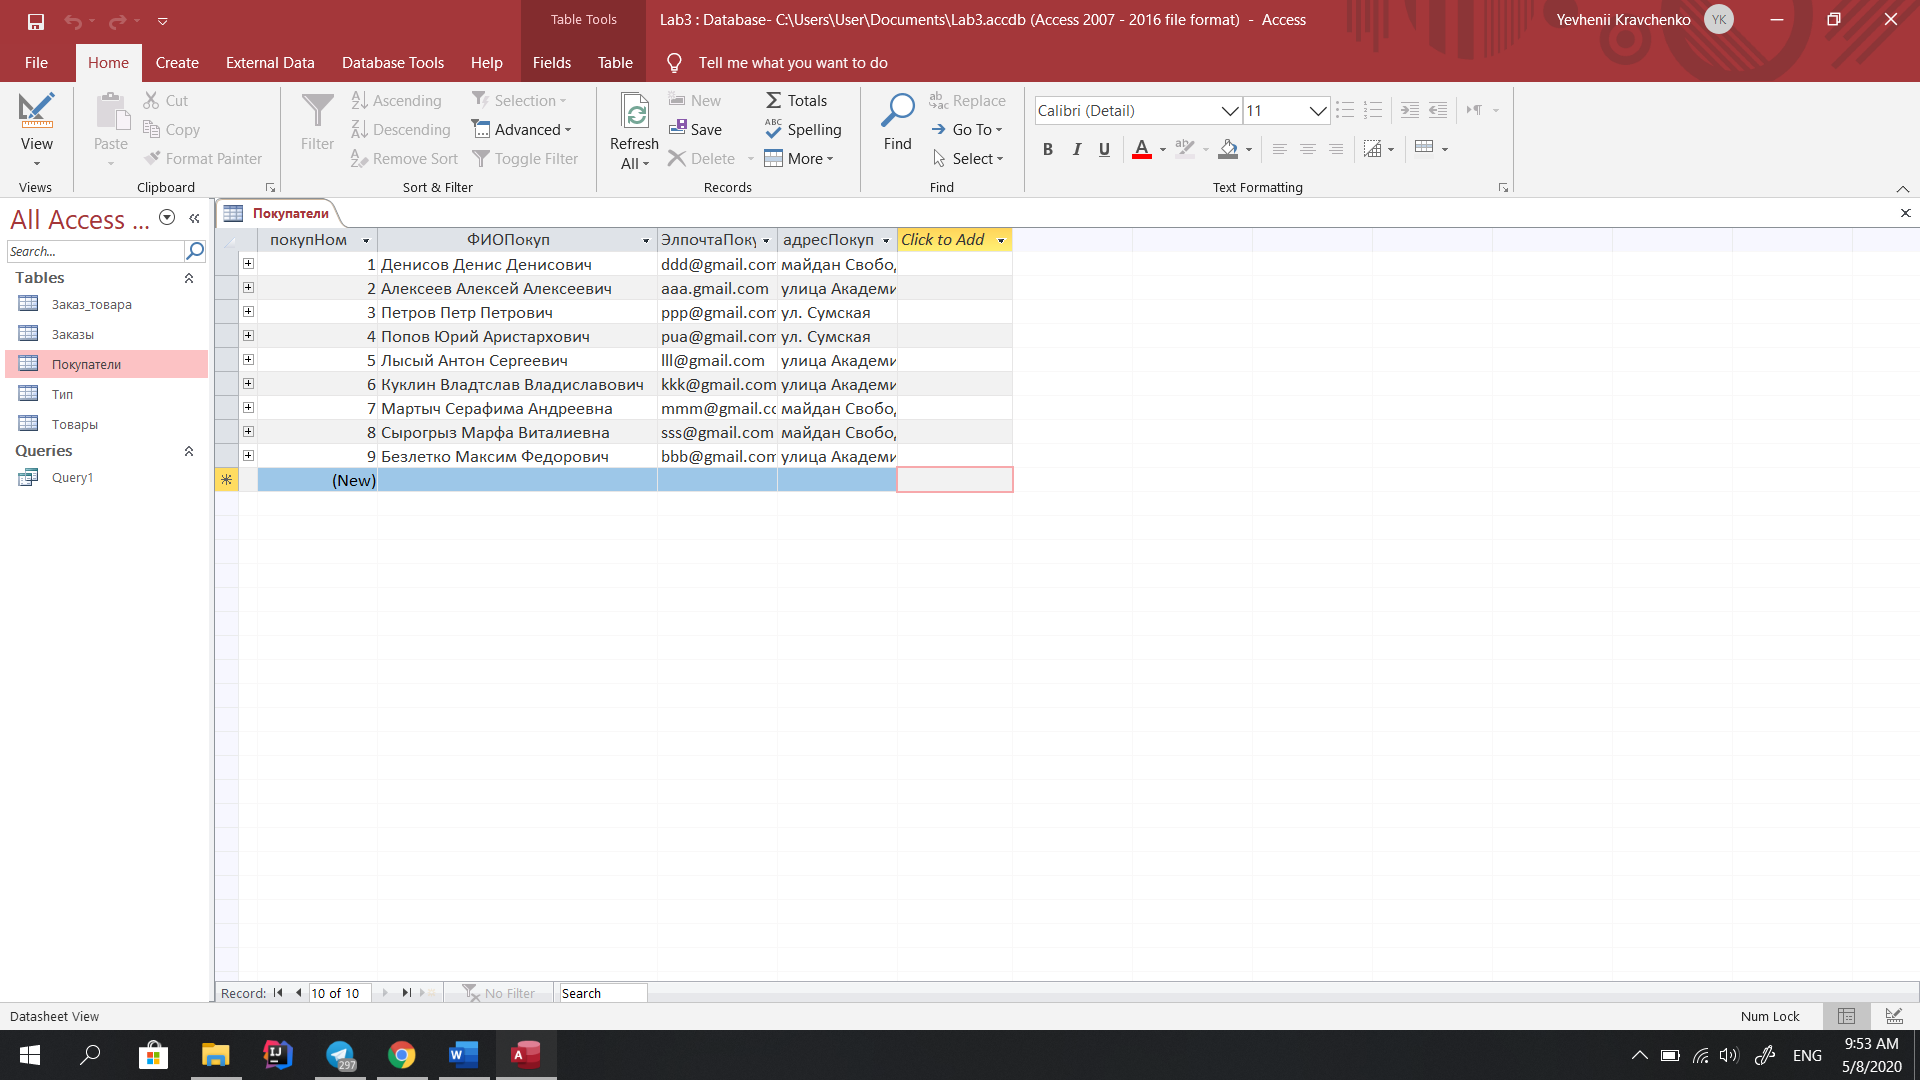 Table Tools
Lab3 : Database- C:\Users\User\Documents\Lab3.accdb (Access 2007 - 2016 file format) - Access
Yevhenii Kravchenko
YK
File Home Create External Data Database Tools Help Fields Table Tell me what you want to do
View
Views
Paste
Cut
Copy
Format Painter
Clipboard
Filter
Ascending
Descending
Remove Sort
Selection
Advanced
Toggle Filter
Sort & Filter
Refresh
All
New
Save
Delete
Totals
Spelling
More
Records
Find
Replace
Go To
Select
Find
Calibri (Detail) 11
B I U A
Text Formatting
All Access ...
Search...
Tables
Заказ_товара
Заказы
Покупатели
Тип
Товары
Queries
Query1
Покупатели
покупНом ФИОПокуп ЭлпочтаПоку адресПокуп Click to Add
1 Денисов Денис Денисович ddd@gmail.com майдан Свобод
2 Алексеев Алексей Алексеевич aaa.gmail.com улица Академи
3 Петров Петр Петрович ppp@gmail.com ул. Сумская
4 Попов Юрий Аристархович pua@gmail.com ул. Сумская
5 Лысый Антон Сергеевич lll@gmail.com улица Академи
6 Куклин Владтслав Владиславович kkk@gmail.com улица Академи
7 Мартыч Серафима Андреевна mmm@gmail.cc майдан Свобод
8 Сырогрыз Марфа Виталиевна sss@gmail.com майдан Свобод
9 Безлетко Максим Федорович bbb@gmail.com улица Академи
(New)
Record: 10 of 10 No Filter Search
Datasheet View
Num Lock
297
ENG
9:53 AM
5/8/2020